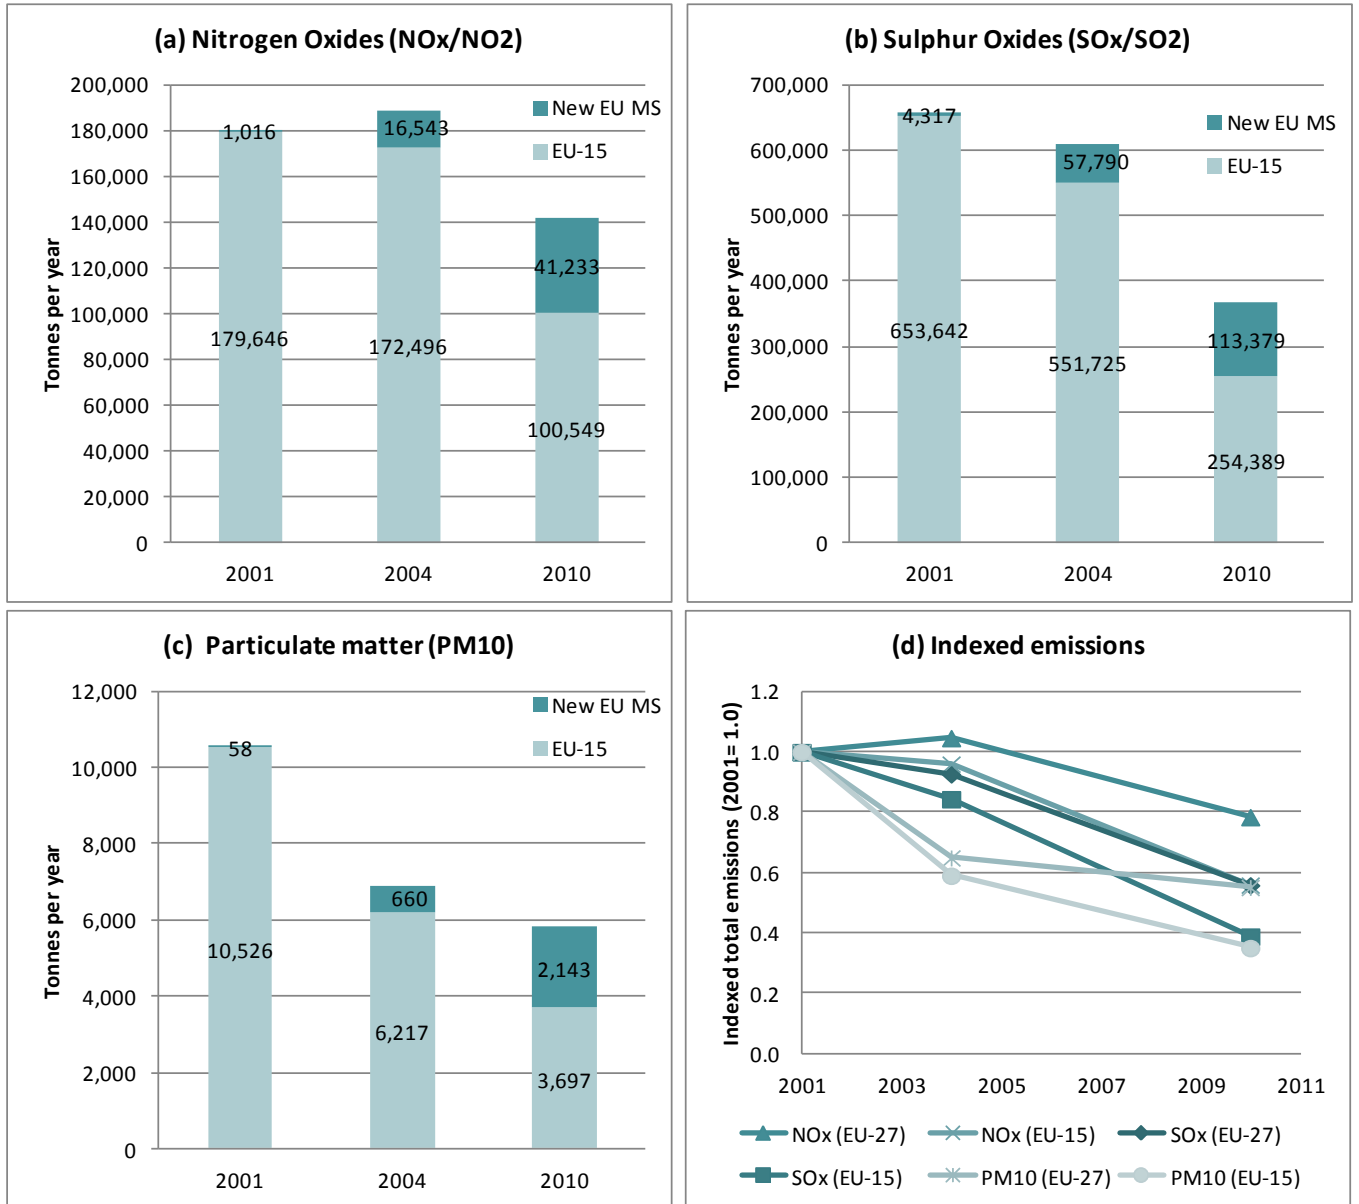 (a) Nitrogen Oxides (NOx/NO2)
200,000
180,000
160,000
140,000
120,000
100,000
80,000
60,000
40,000
20,000
0
Tonnes per year
New EU MS
EU-15
1,016
16,543
41,233
179,646
172,496
100,549
2001 2004 2010
(b) Sulphur Oxides (SOx/SO2)
700,000
600,000
500,000
400,000
300,000
200,000
100,000
0
Tonnes per year
New EU MS
EU-15
4,317
57,790
113,379
653,642
551,725
254,389
2001 2004 2010
(c) Particulate matter (PM10)
12,000
10,000
8,000
6,000
4,000
2,000
0
Tonnes per year
New EU MS
EU-15
58
660
2,143
10,526
6,217
3,697
2001 2004 2010
(d) Indexed emissions
1.2
1.0
0.8
0.6
0.4
0.2
0.0
Indexed total emissions (2001= 1.0)
2001 2003 2005 2007 2009 2011
NOx (EU-27) NOx (EU-15) SOx (EU-27)
SOx (EU-15) PM10 (EU-27) PM10 (EU-15)